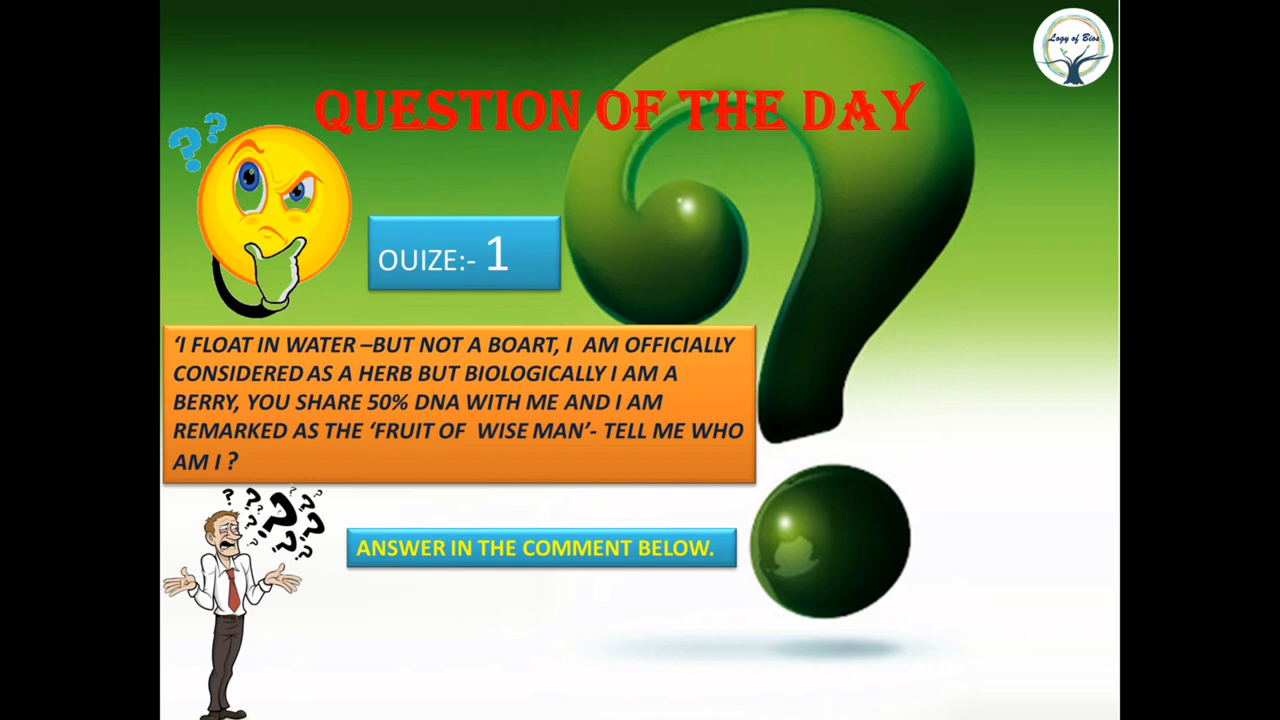 Logy of Bios
QUESTION OF THE DAY
??
OUIZE:- 1
‘I FLOAT IN WATER –BUT NOT A BOART, I AM OFFICIALLY
CONSIDERED AS A HERB BUT BIOLOGICALLY I AM A
BERRY, YOU SHARE 50% DNA WITH ME AND I AM
REMARKED AS THE ‘FRUIT OF WISE MAN’- TELL ME WHO
AM I ?
ANSWER IN THE COMMENT BELOW.